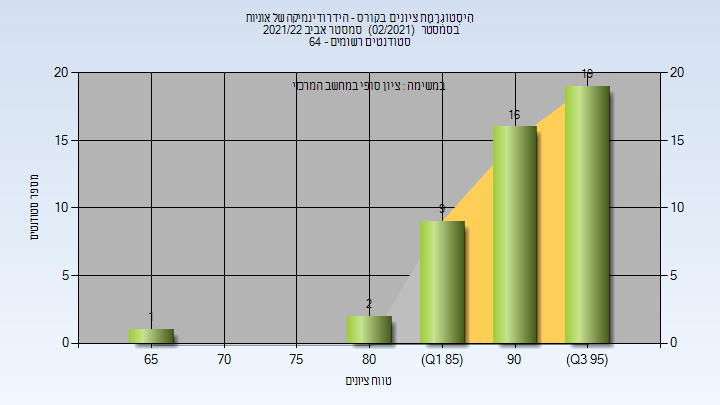 היסטוגרמת ציונים בקורס - הידרודינמיקה של אוניות
בסמסטר (02/2021) סמסטר אביב 2021/22
סטודנטים רשומים - 64
במשימה : ציון סופי במחשב המרכזי
20 20
15 15
10 10
5 5
0 0
1 2 9 16 19
65 70 75 80 (Q1 85) 90 (Q3 95)
מספר סטודנטים
טווח ציונים